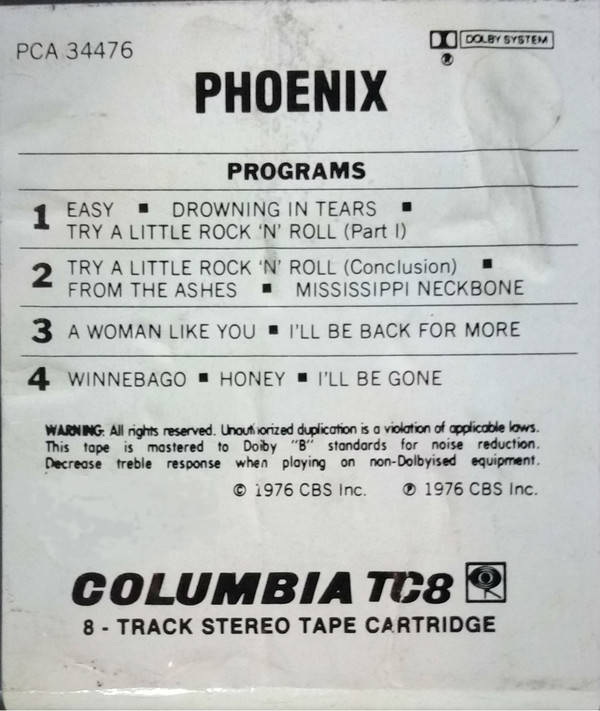 PCA 34476
DOLBY SYSTEM
PHOENIX
PROGRAMS
1 EASY ■ DROWNING IN TEARS ■
TRY A LITTLE ROCK 'N' ROLL (Part I)
2 TRY A LITTLE ROCK 'N' ROLL (Conclusion) ■
FROM THE ASHES ■ MISSISSIPPI NECKBONE
3 A WOMAN LIKE YOU ■ I'LL BE BACK FOR MORE
4 WINNEBAGO ■ HONEY ■ I'LL BE GONE
WARNING: All rights reserved. Unauthorized duplication is a violation of applicable laws.
This tape is mastered to Dolby "B" standards for noise reduction.
Decrease treble response when playing on non-Dolbyised equipment.
© 1976 CBS Inc. ℗ 1976 CBS Inc.
COLUMBIA TC8
8 - TRACK STEREO TAPE CARTRIDGE